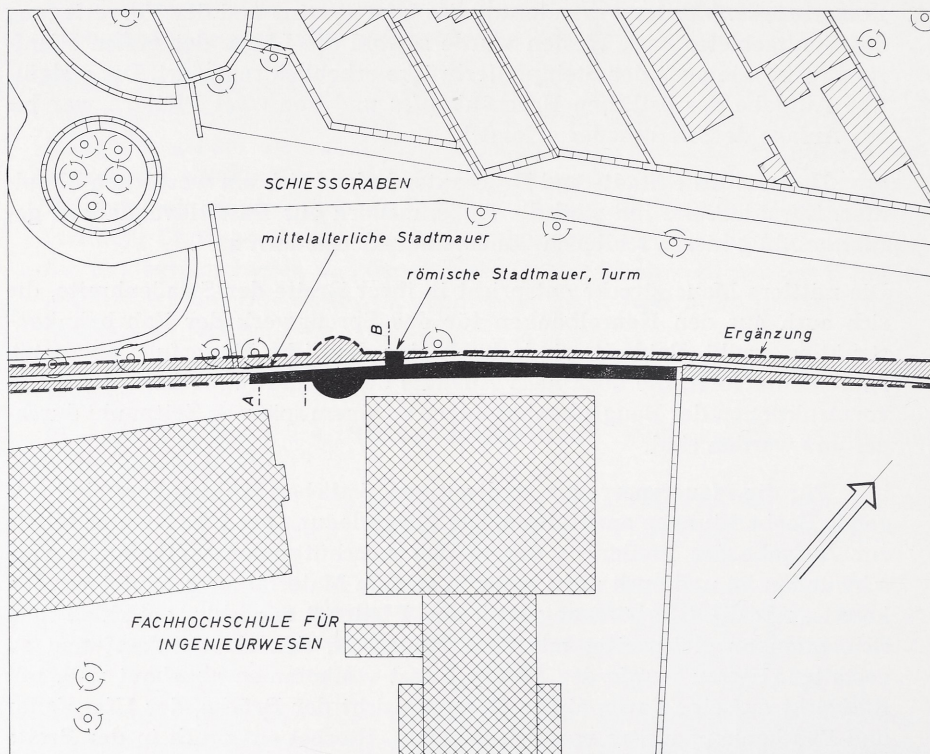 SCHIESSGRABEN
mittelalterliche Stadtmauer
römische Stadtmauer, Turm
B
Ergänzung
A
FACHHOCHSCHULE FÜR
INGENIEURWESEN